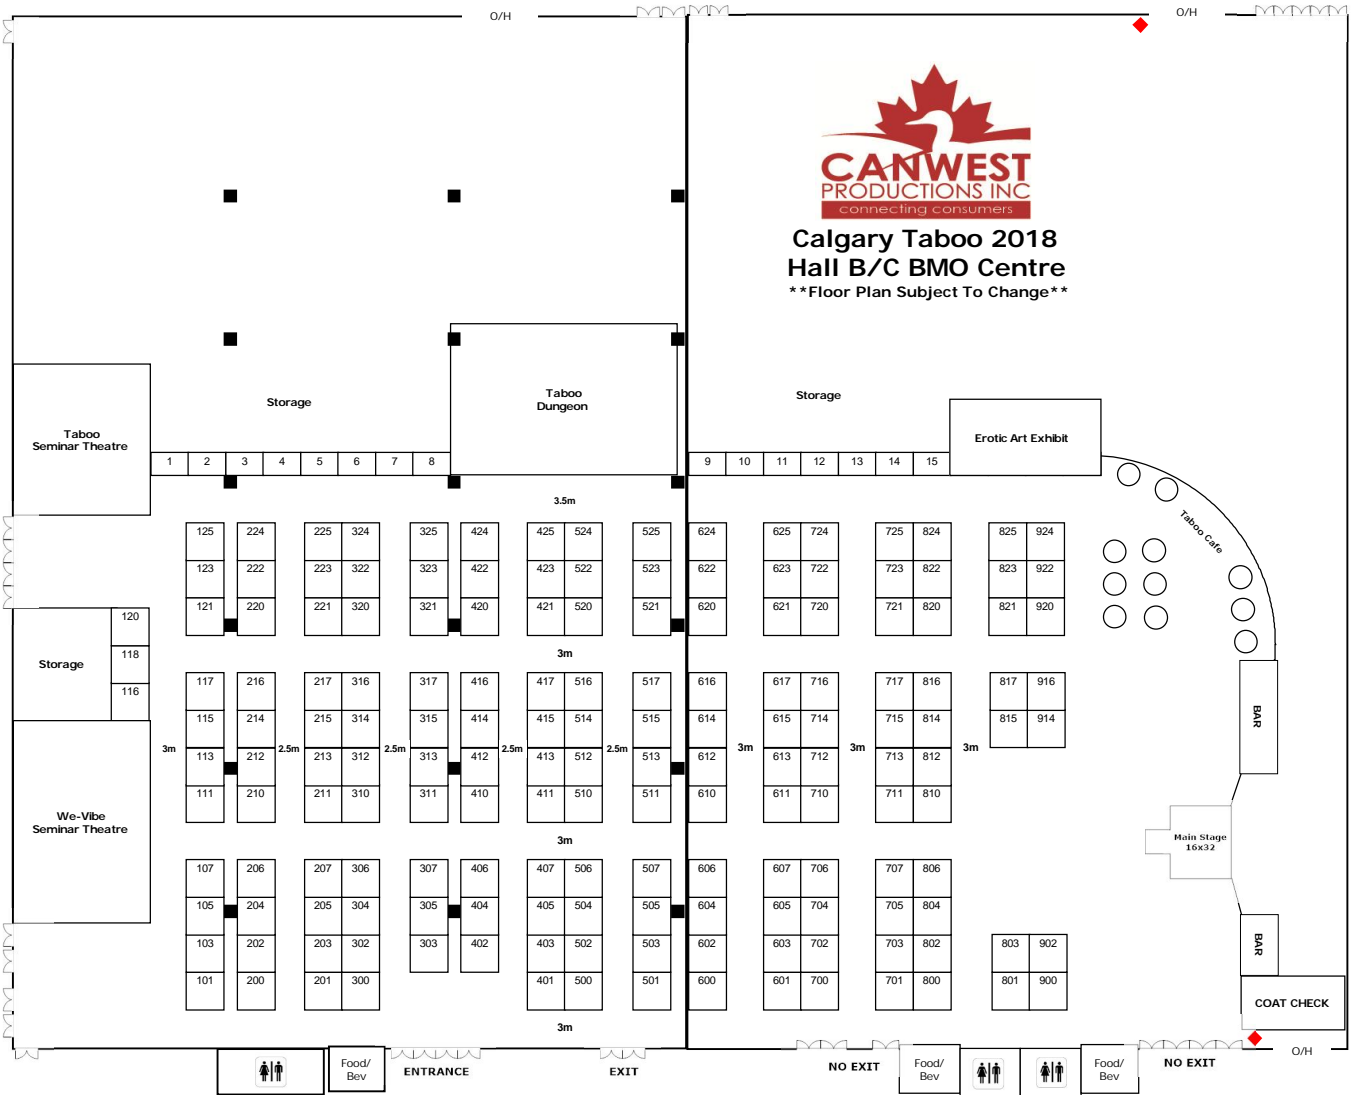 O/H
O/H
CANWEST
PRODUCTIONS INC
connecting consumers
Calgary Taboo 2018
Hall B/C BMO Centre
**Floor Plan Subject To Change**
Storage
Taboo
Dungeon
Storage
Taboo
Seminar Theatre
Erotic Art Exhibit
1 2 3 4 5 6 7 8 9 10 11 12 13 14 15
3.5m
Taboo Cafe
125 224 225 324 325 424 425 524 525 624 625 724 725 824 825 924
123 222 223 322 323 422 423 522 523 622 623 722 723 822 823 922
121 220 221 320 321 420 421 520 521 620 621 720 721 820 821 920
120
118
116
Storage
3m
117 216 217 316 317 416 417 516 517 616 617 716 717 816 817 916
115 214 215 314 315 414 415 514 515 614 615 714 715 814 815 914
BAR
3m 2.5m 2.5m 2.5m 2.5m 3m 3m 3m
113 212 213 312 313 412 413 512 513 612 613 712 713 812
111 210 211 310 311 410 411 510 511 610 611 710 711 810
We-Vibe
Seminar Theatre
3m
Main Stage
16x32
107 206 207 306 307 406 407 506 507 606 607 706 707 806
105 204 205 304 305 404 405 504 505 604 605 704 705 804
103 202 203 302 303 402 403 502 503 602 603 702 703 802 803 902
101 200 201 300 401 500 501 600 601 700 701 800 801 900
BAR
COAT CHECK
3m
Food/
Bev
ENTRANCE
EXIT
NO EXIT
Food/
Bev
Food/
Bev
NO EXIT
O/H